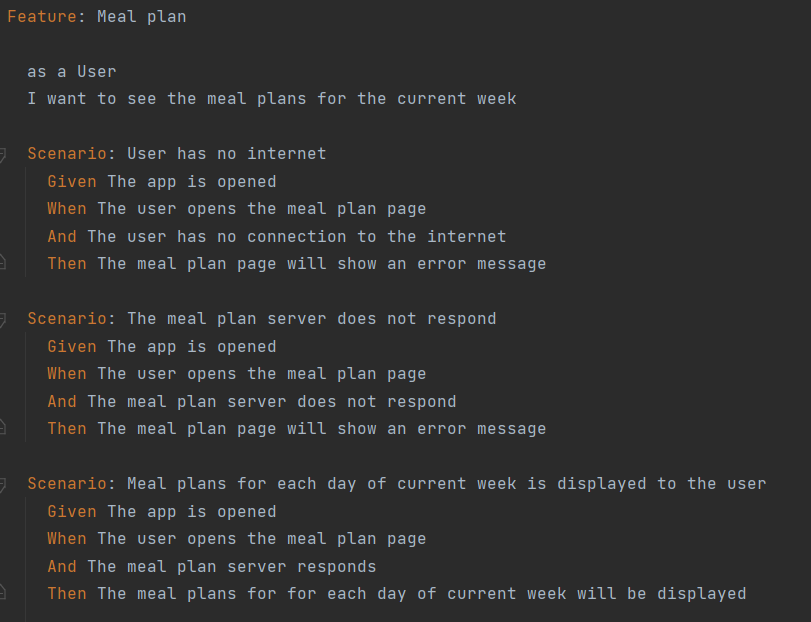 Feature: Meal plan
as a User
I want to see the meal plans for the current week
Scenario: User has no internet
Given The app is opened
When The user opens the meal plan page
And The user has no connection to the internet
Then The meal plan page will show an error message
Scenario: The meal plan server does not respond
Given The app is opened
When The user opens the meal plan page
And The meal plan server does not respond
Then The meal plan page will show an error message
Scenario: Meal plans for each day of current week is displayed to the user
Given The app is opened
When The user opens the meal plan page
And The meal plan server responds
Then The meal plans for for each day of current week will be displayed